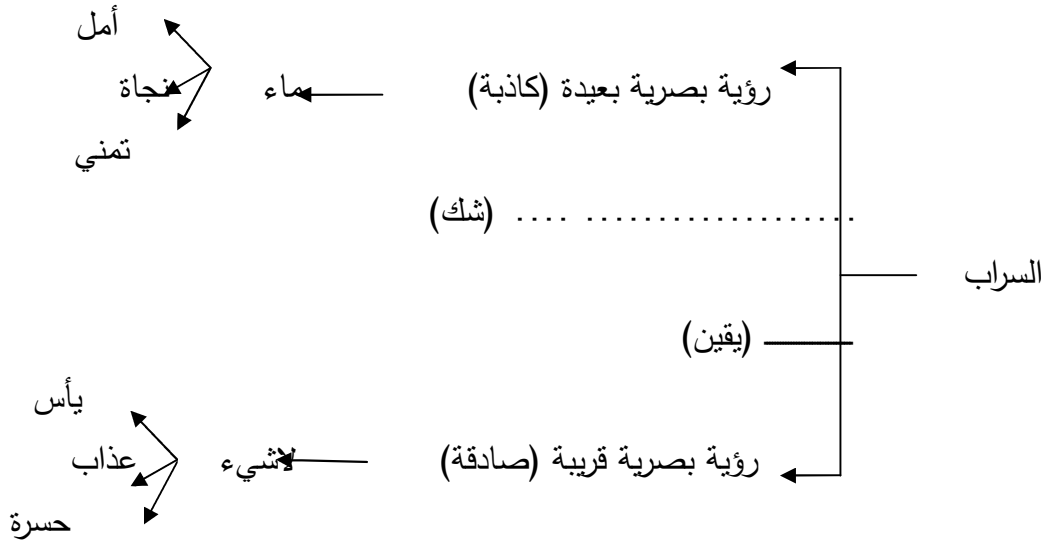 أمل
رؤية بصرية بعيدة (كاذبة) ماء نجاة
تمني
.................. .... (شك)
السراب
(يقين)
يأس
رؤية بصرية قريبة (صادقة) لاشيء عذاب
حسرة